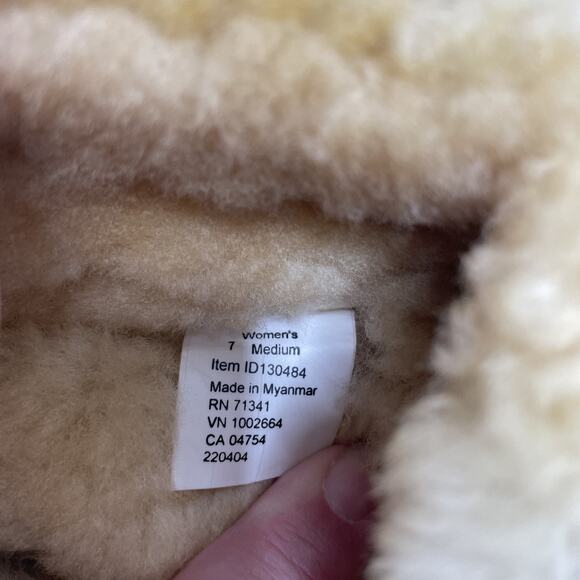 Women's
7 Medium
Item ID130484
Made in Myanmar
RN 71341
VN 1002664
CA 04754
220404